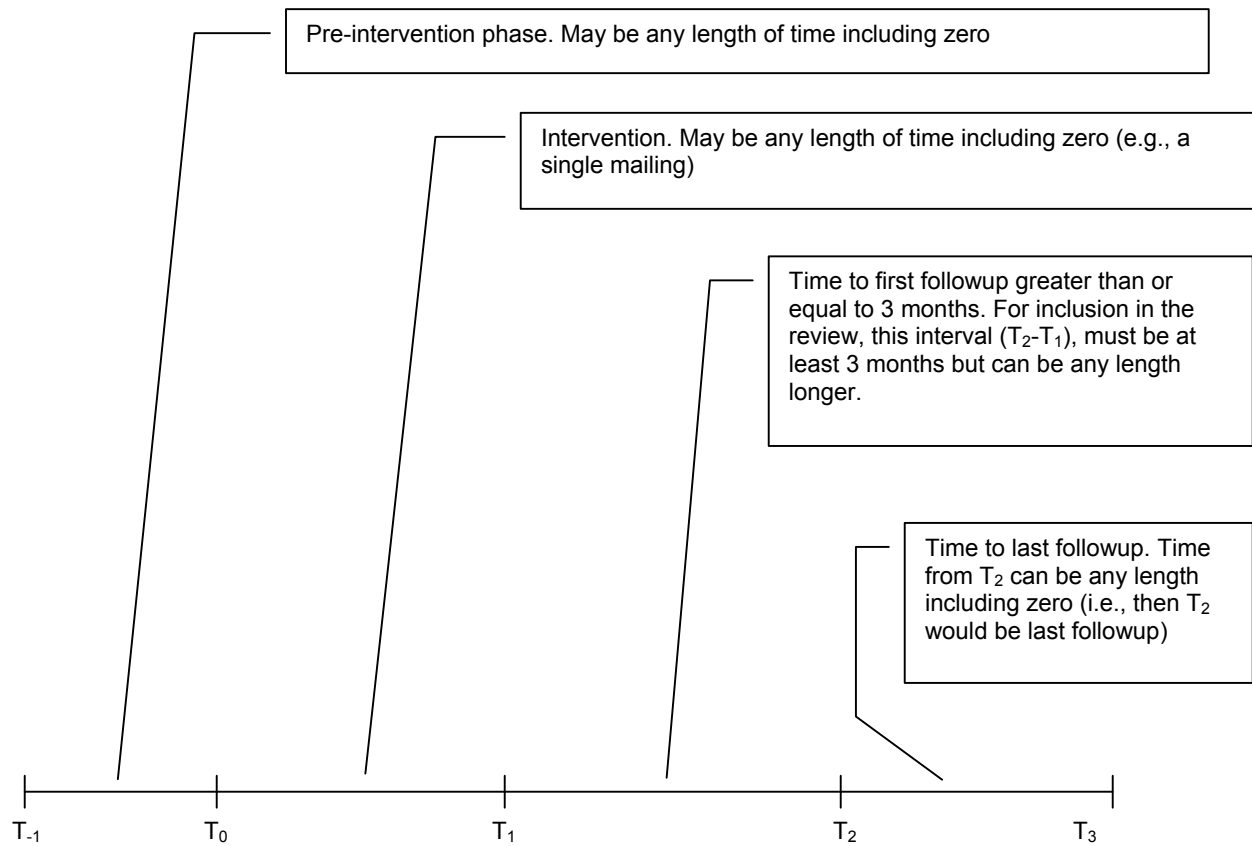 Pre-intervention phase. May be any length of time including zero
Intervention. May be any length of time including zero (e.g., a
single mailing)
Time to first followup greater than or
equal to 3 months. For inclusion in the
review, this interval (T₂-T₁), must be at
least 3 months but can be any length
longer.
Time to last followup. Time
from T₂ can be any length
including zero (i.e., then T₂
would be last followup)
T₋₁ T₀ T₁ T₂ T₃